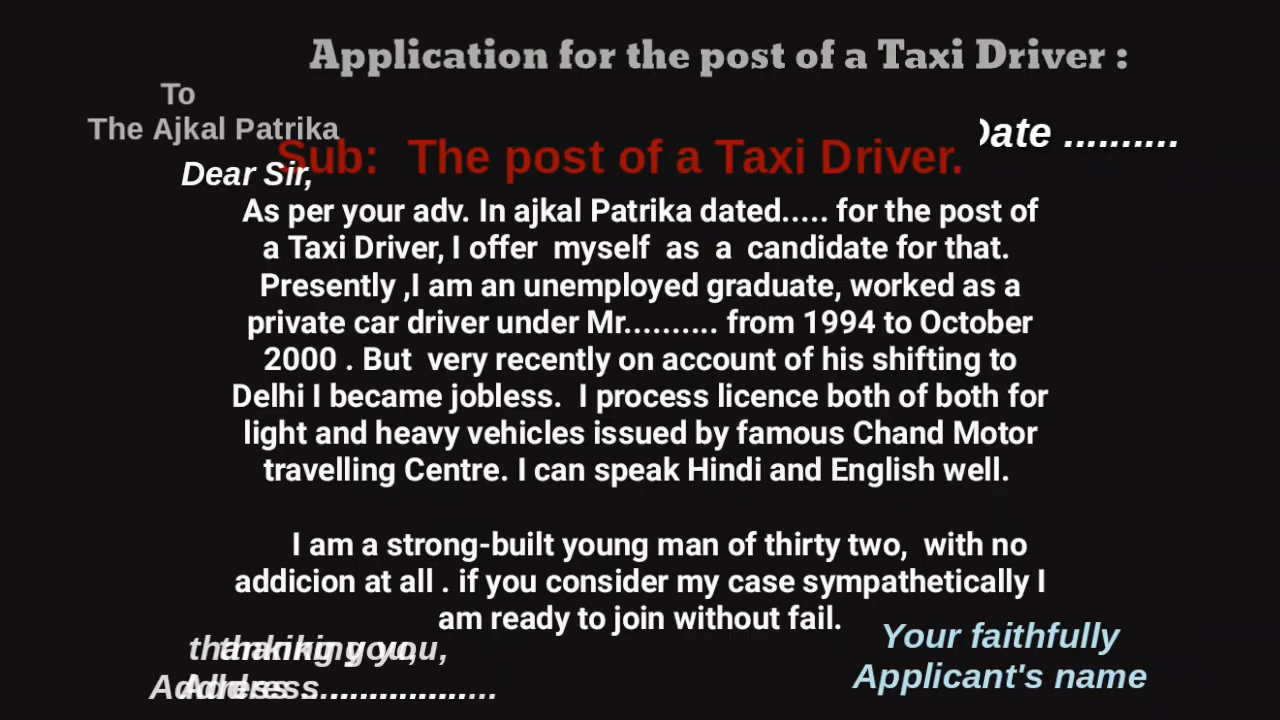 Application for the post of a Taxi Driver :
To
The Ajkal Patrika
Date ..........
Sub: The post of a Taxi Driver.
Dear Sir,
As per your adv. In ajkal Patrika dated..... for the post of
a Taxi Driver, I offer myself as a candidate for that.
Presently ,I am an unemployed graduate, worked as a
private car driver under Mr.......... from 1994 to October
2000 . But very recently on account of his shifting to
Delhi I became jobless. I process licence both of both for
light and heavy vehicles issued by famous Chand Motor
travelling Centre. I can speak Hindi and English well.
I am a strong-built young man of thirty two, with no
addicion at all . if you consider my case sympathetically I
am ready to join without fail.
thanking you,
Address..................
Your faithfully
Applicant's name